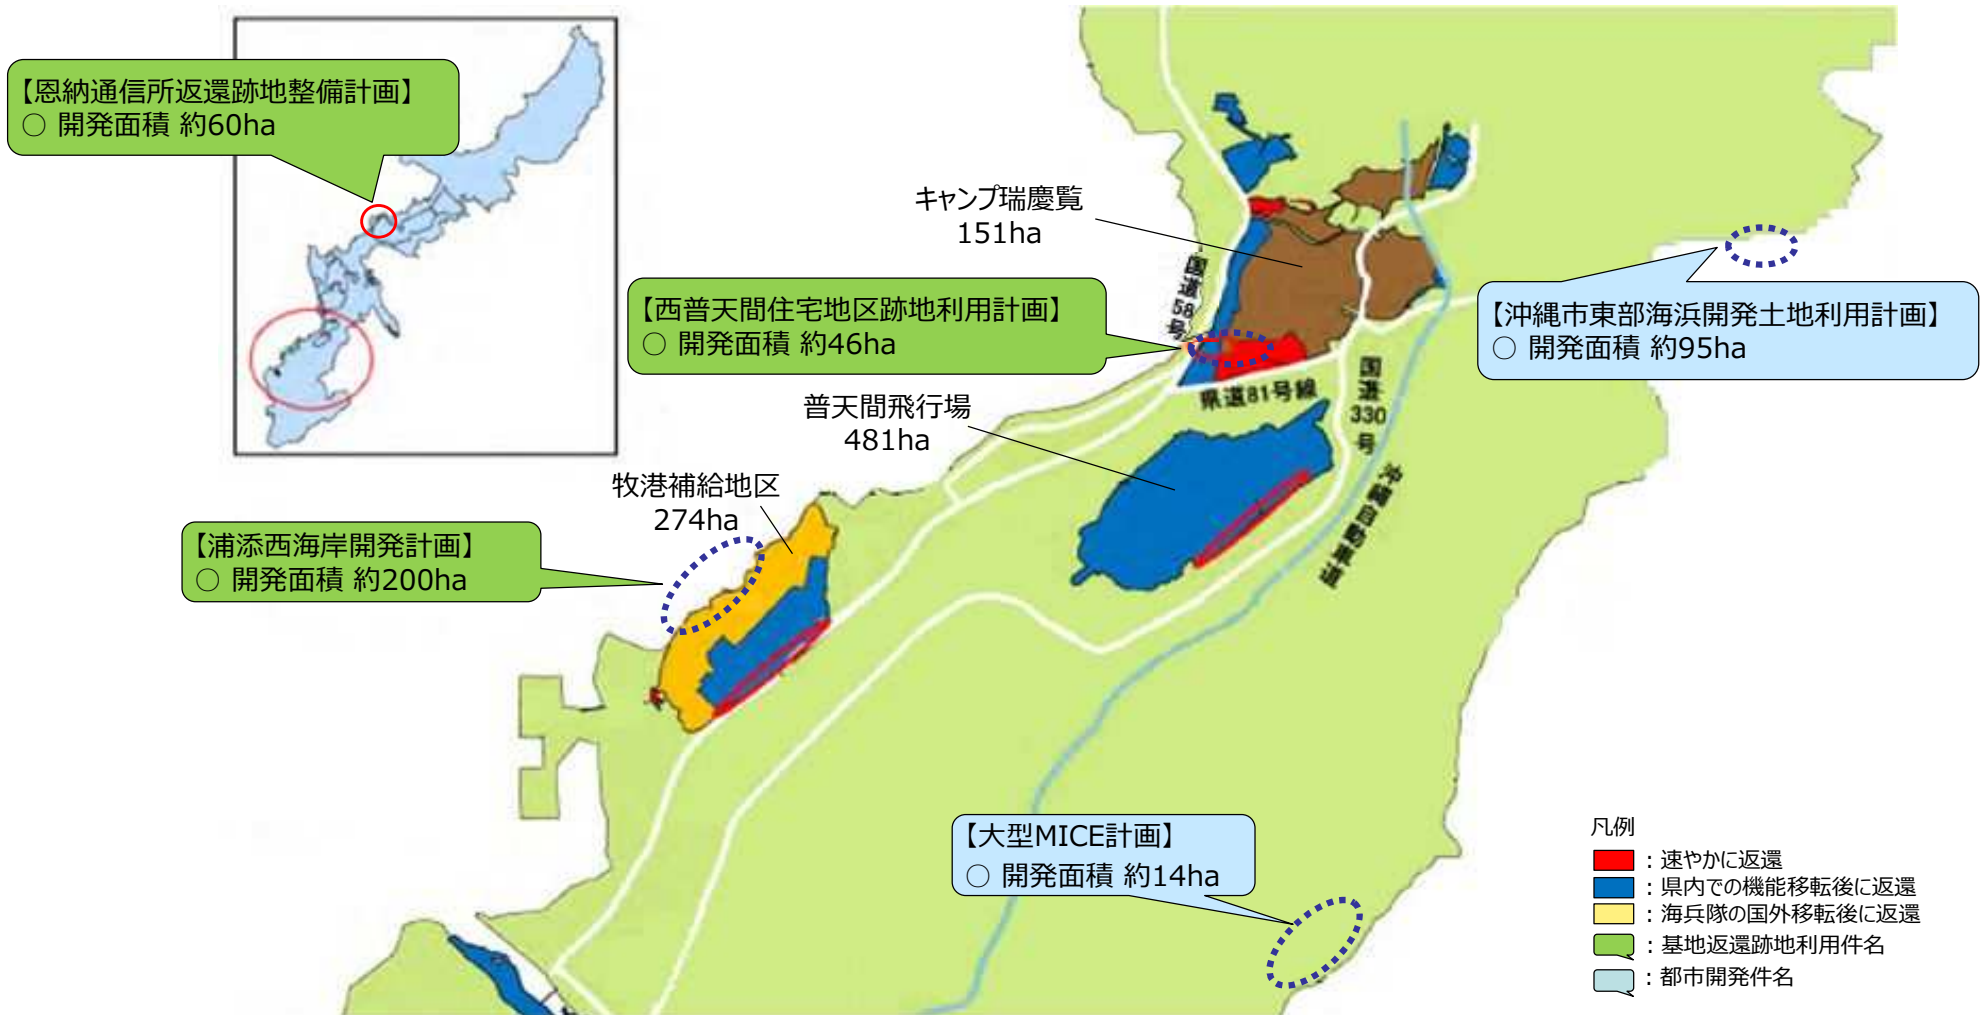 【恩納通信所返還跡地整備計画】
○ 開発面積 約60ha
キャンプ瑞慶覧
151ha
国道58号
【西普天間住宅地区跡地利用計画】
○ 開発面積 約46ha
【沖縄市東部海浜開発土地利用計画】
○ 開発面積 約95ha
県道81号線
国道330号
普天間飛行場
481ha
沖縄自動車道
牧港補給地区
274ha
【浦添西海岸開発計画】
○ 開発面積 約200ha
【大型MICE計画】
○ 開発面積 約14ha
凡例
：速やかに返還
：県内での機能移転後に返還
：海兵隊の国外移転後に返還
：基地返還跡地利用件名
：都市開発件名